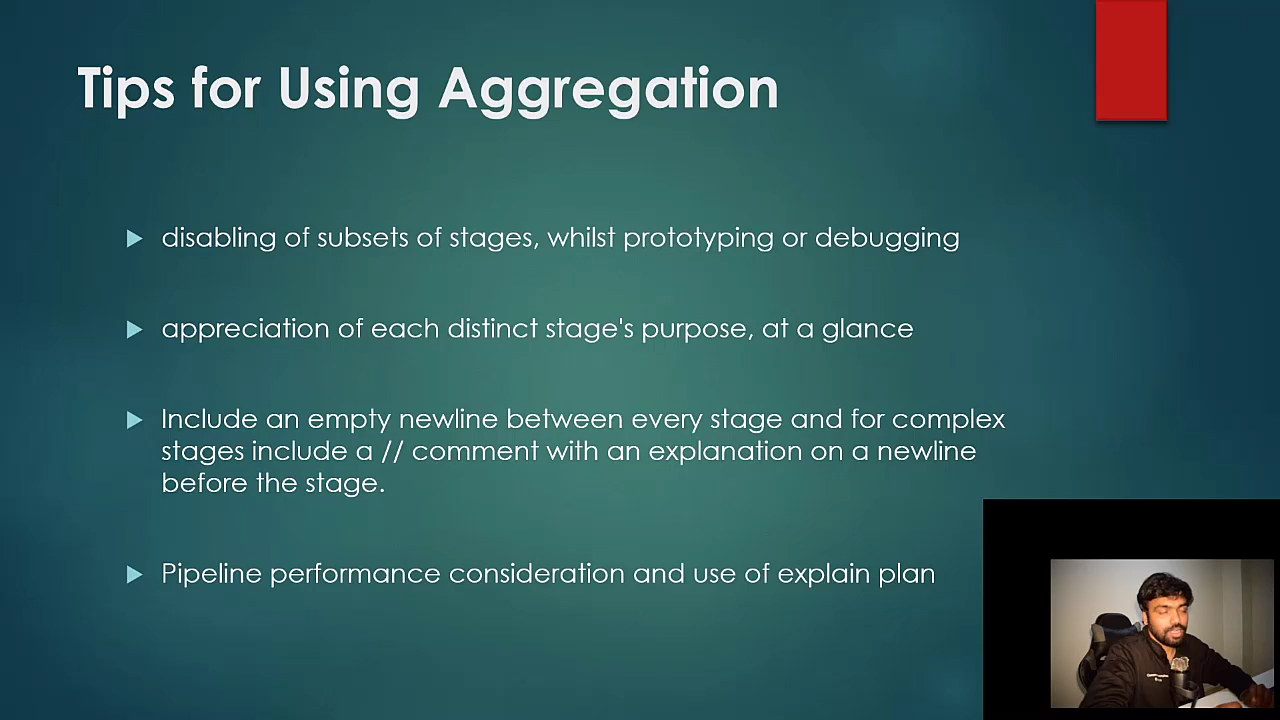 Tips for Using Aggregation
disabling of subsets of stages, whilst prototyping or debugging
appreciation of each distinct stage's purpose, at a glance
Include an empty newline between every stage and for complex
stages include a // comment with an explanation on a newline
before the stage.
Pipeline performance consideration and use of explain plan